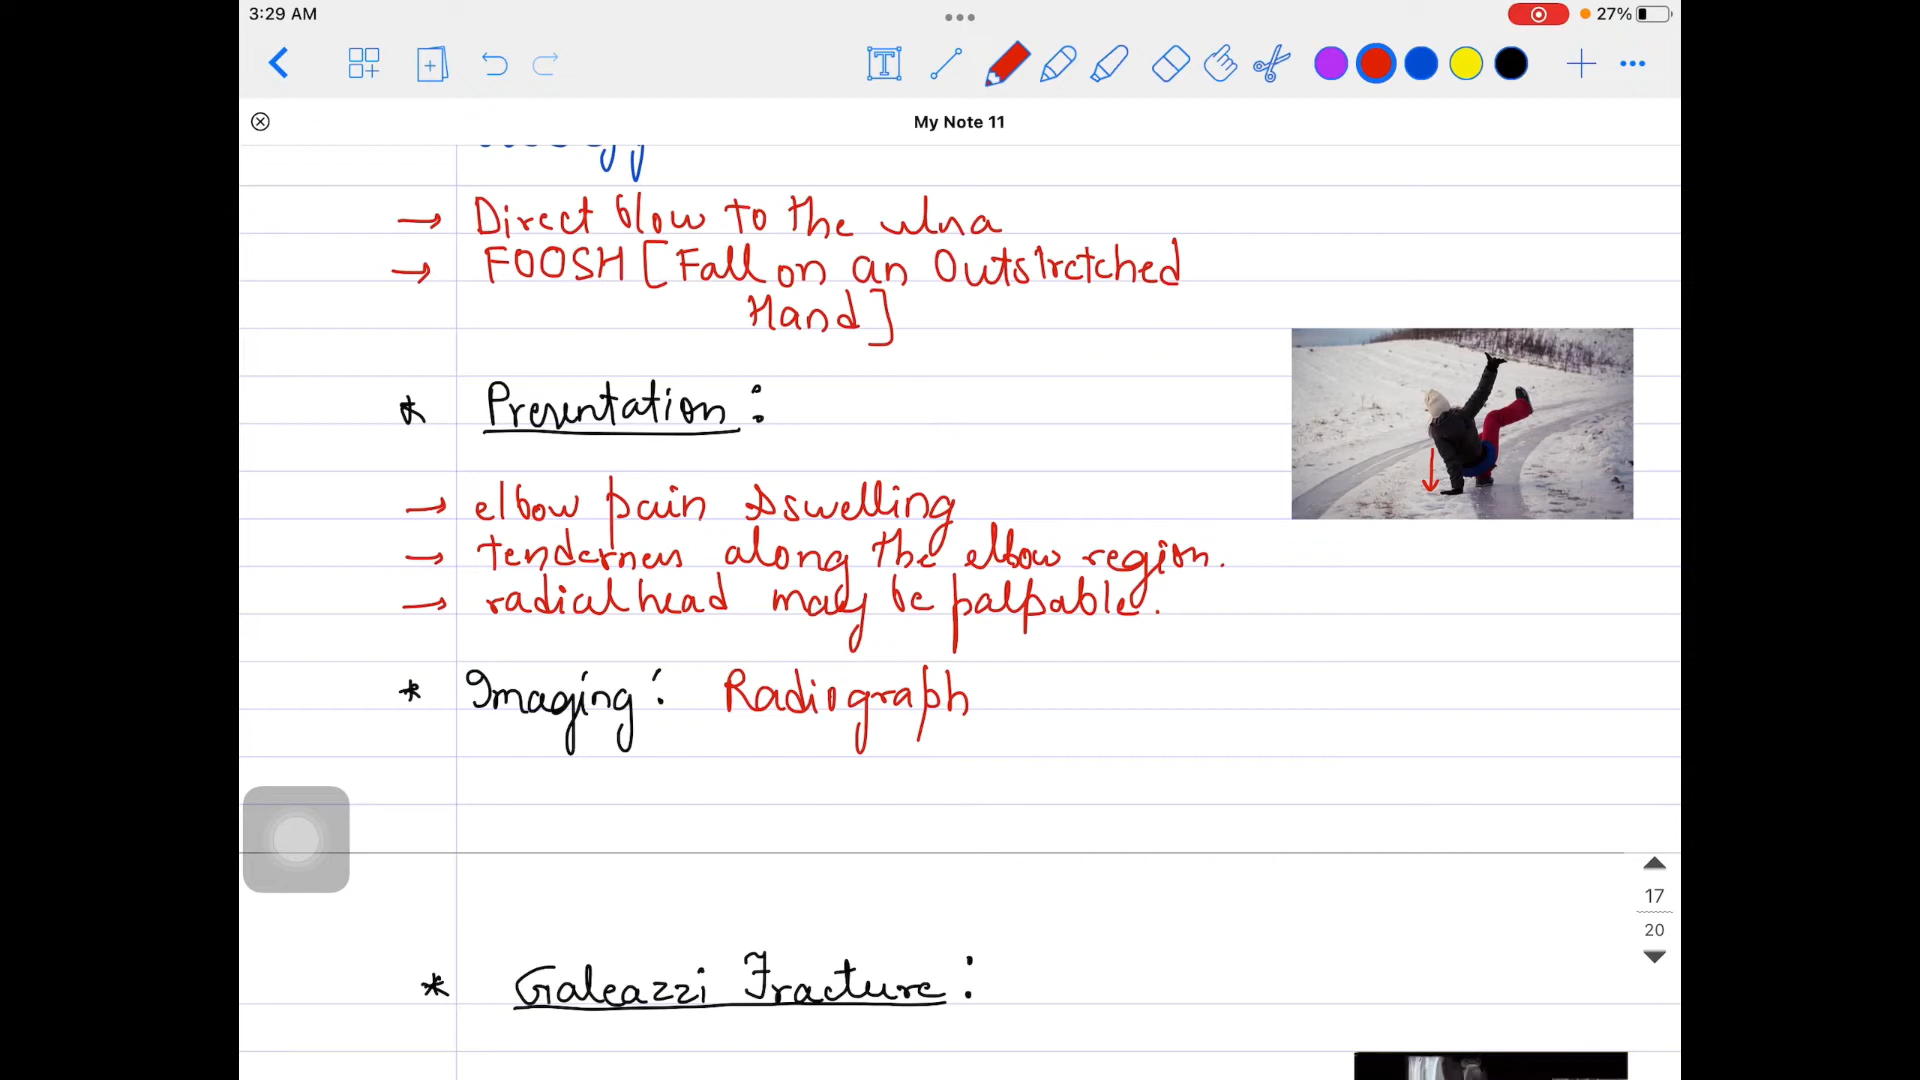 3:29 AM
27%
T
My Note 11
→ Direct blow to the ulna
→ FOOSH [Fall on an Outstretched
Hand]
* Presentation:
→ elbow pain & swelling
→ tenderness along the elbow region.
→ radial head may be palpable.
* Imaging: Radiograph
17
20
* Galeazzi Fracture: